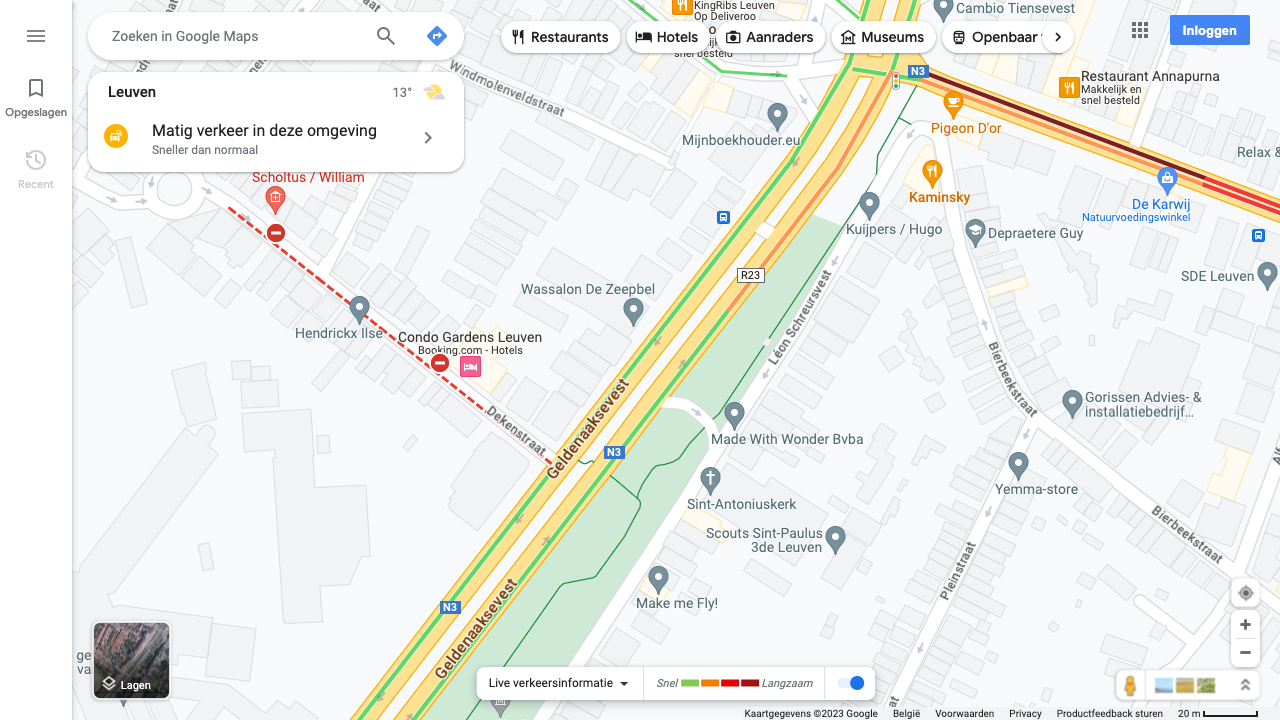 Zoeken in Google Maps
KingRibs Leuven
Op Deliveroo
snel besteld
Cambio Tiensevest
Restaurants
Hotels
Aanraders
Museums
Openbaar
Inloggen
Opgeslagen
Recent
Leuven
13°
Matig verkeer in deze omgeving
Sneller dan normaal
Windmolenveldstraat
N3
Restaurant Annapurna
Makkelijk en
snel besteld
Mijnboekhouder.eu
Pigeon D'or
Relax &
Scholtus / William
Kaminsky
De Karwij
Natuurvoedingswinkel
Kuijpers / Hugo
Depraetere Guy
R23
SDE Leuven
Wassalon De Zeepbel
Hendrickx Ilse
Condo Gardens Leuven
Booking.com - Hotels
Léon Schreursvest
Bierbeekstraat
Gorissen Advies- &
installatiebedrijf...
Dekenstraat
Geldenaaksevest
N3
Made With Wonder Bvba
Yemma-store
Sint-Antoniuskerk
Scouts Sint-Paulus
3de Leuven
Bierbeekstraat
Pleinstraat
Make me Fly!
N3
Geldenaaksevest
Lagen
Live verkeersinformatie
Snel
Langzaam
Kaartgegevens ©2023 Google
België
Voorwaarden
Privacy
Productfeedback sturen
20 m